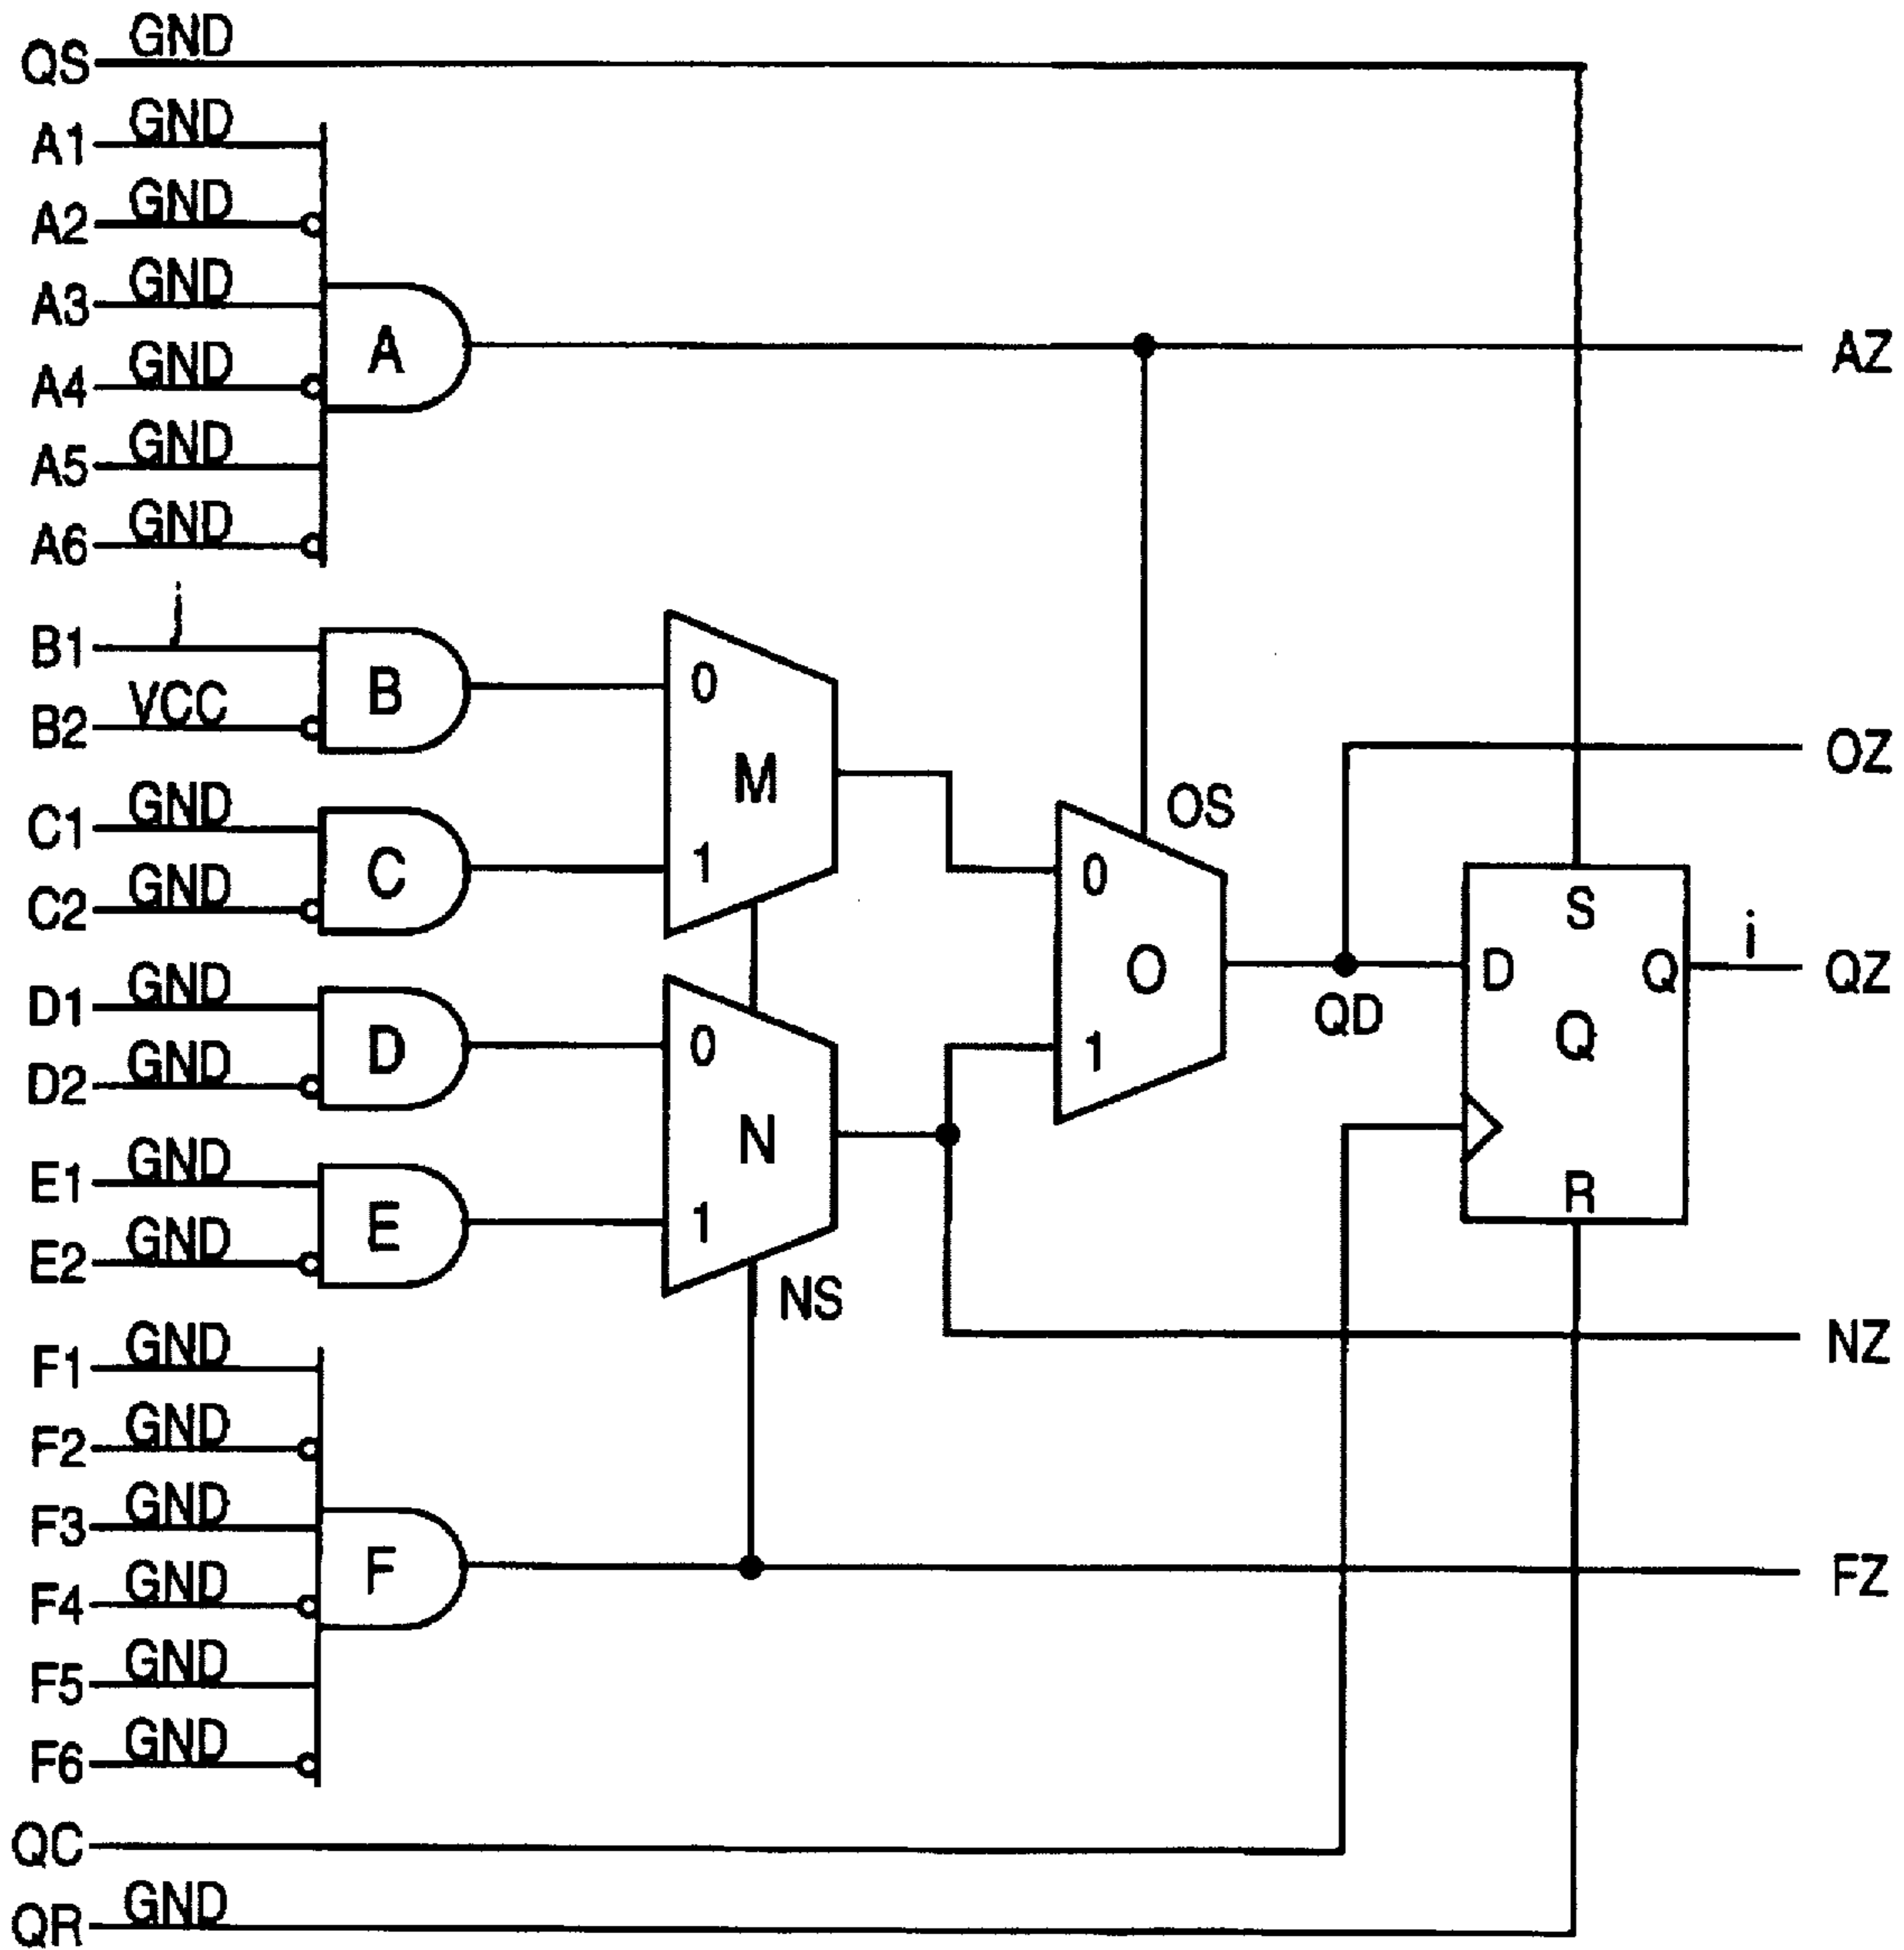 QS GND
A1 GND
A2 GND
A3 GND
A
AZ
A4 GND
A5 GND
A6 GND
B1 j
B
0
B2 VCC
M
OZ
C1 GND
OS
C
1
0
C2 GND
S
D1 GND
O
D Q i QZ
QD
Q
D
0
1
D2 GND
N
E1 GND
R
E
1
E2 GND
NS
F1 GND
NZ
F2 GND
F3 GND
F
FZ
F4 GND
F5 GND
F6 GND
QC
QR GND